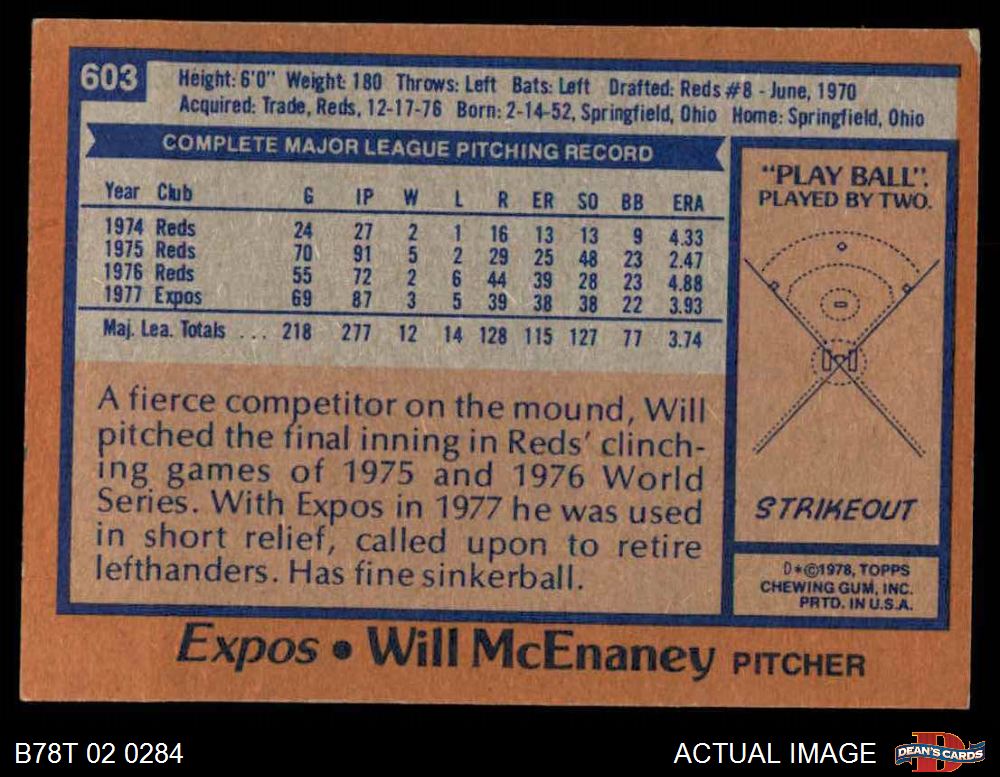 603
Height: 6'0" Weight: 180 Throws: Left Bats: Left Drafted: Reds #8 - June, 1970
Acquired: Trade, Reds, 12-17-76 Born: 2-14-52, Springfield, Ohio Home: Springfield, Ohio
COMPLETE MAJOR LEAGUE PITCHING RECORD
Year Club G IP W L R ER SO BB ERA
1974 Reds 24 27 2 1 16 13 13 9 4.33
1975 Reds 70 91 5 2 29 25 48 23 2.47
1976 Reds 55 72 2 6 44 39 28 23 4.88
1977 Expos 69 87 3 5 39 38 38 22 3.93
Maj. Lea. Totals ... 218 277 12 14 128 115 127 77 3.74
A fierce competitor on the mound, Will
pitched the final inning in Reds' clinch-
ing games of 1975 and 1976 World
Series. With Expos in 1977 he was used
in short relief, called upon to retire
lefthanders. Has fine sinkerball.
"PLAY BALL".
PLAYED BY TWO.
STRIKEOUT
D*©1978, TOPPS
CHEWING GUM, INC.
PRTD. IN U.S.A.
Expos • Will McEnaney PITCHER
B78T 02 0284
ACTUAL IMAGE
DEAN'S CARDS